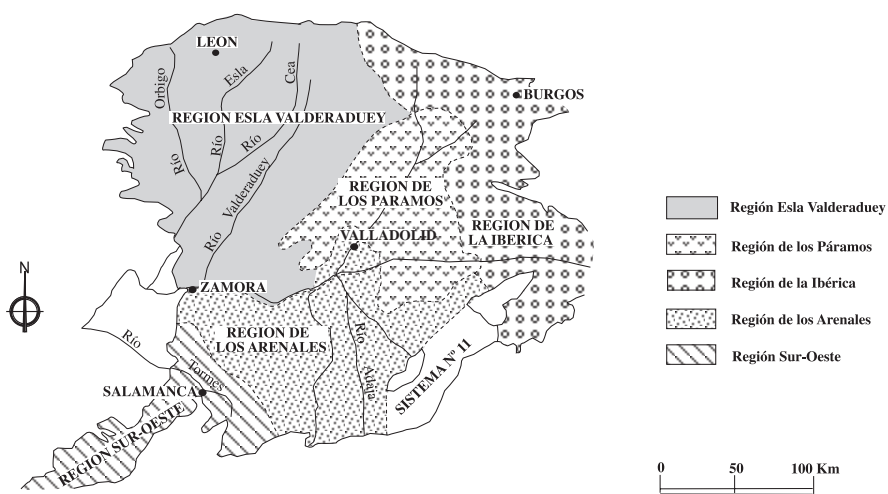 LEON
Orbigo
Río
Esla
Río
Cea
Río
REGION ESLA VALDERADUEY
Río Valderaduey
BURGOS
REGION DE
LOS PARAMOS
VALLADOLID
REGION DE
LA IBERICA
N
ZAMORA
Río
Tormes
REGION DE
LOS ARENALES
Río
Adaja
SISTEMA Nº 11
SALAMANCA
REGION SUR-OESTE
Región Esla Valderaduey
Región de los Páramos
Región de la Ibérica
Región de los Arenales
Región Sur-Oeste
0 50 100 Km